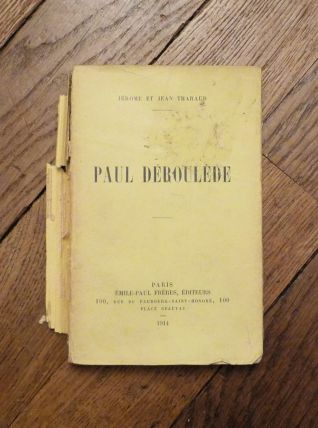 JÉROME ET JEAN THARAUD
PAUL DÉROULÈDE
PARIS
ÉMILE-PAUL FRÈRES, ÉDITEURS
100, RUE DU FAUBOURG-SAINT-HONORÉ, 100
PLACE BEAUVAU
1914